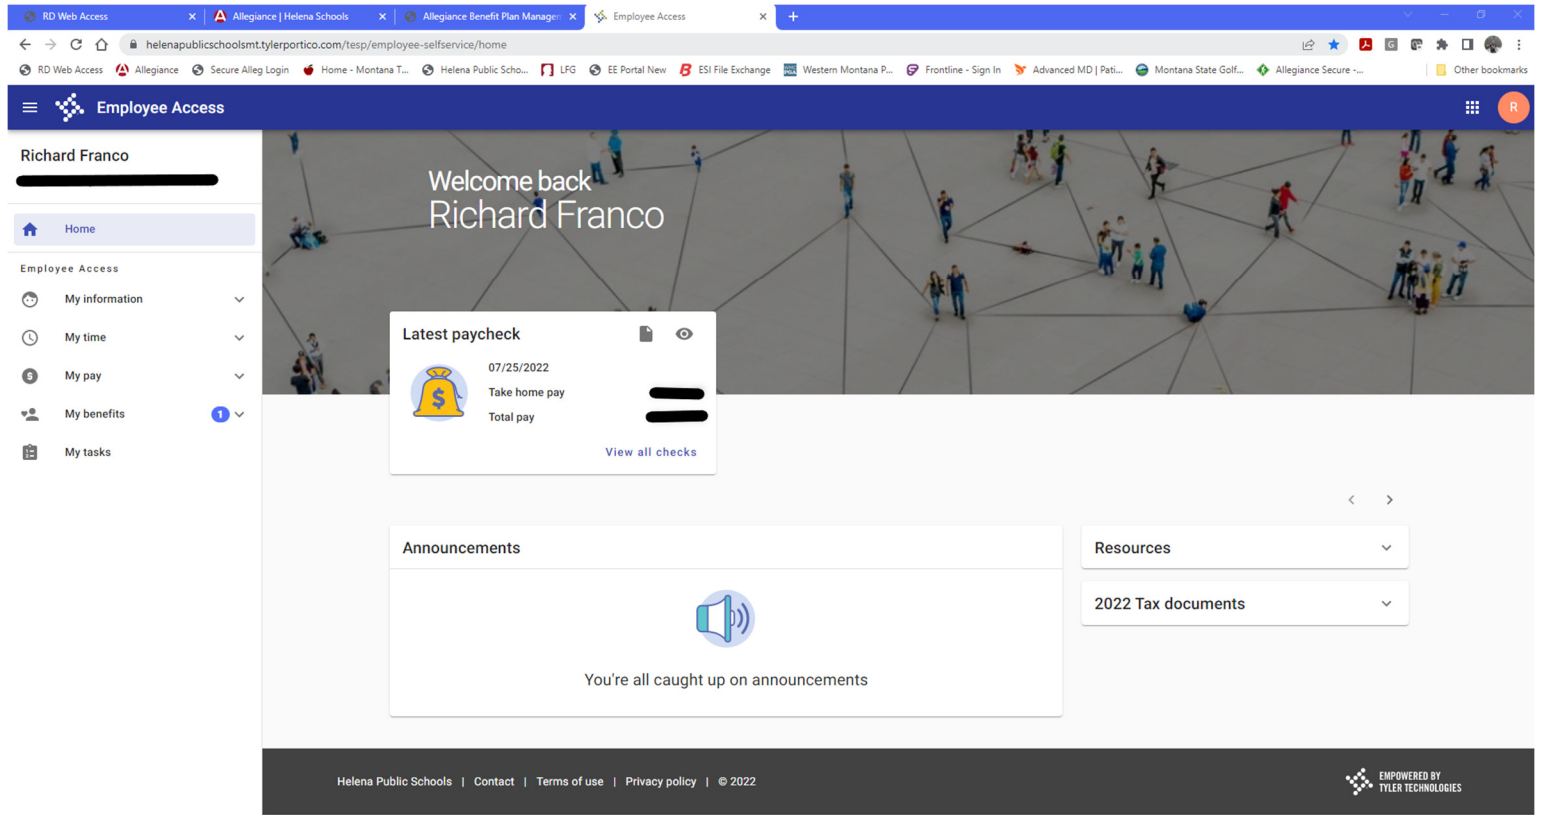 RD Web Access
Allegiance | Helena Schools
Allegiance Benefit Plan Managem
Employee Access
helenapublicschoolsmt.tylerportico.com/tesp/employee-selfservice/home
RD Web Access Allegiance Secure Alleg Login Home - Montana T... Helena Public Scho... LFG EE Portal New ESI File Exchange Western Montana P... Frontline - Sign In Advanced MD | Pati... Montana State Golf... Allegiance Secure -... Other bookmarks
Employee Access
R
Richard Franco
Home
Employee Access
My information
My time
My pay
My benefits 1
My tasks
Welcome back
Richard Franco
Latest paycheck
07/25/2022
Take home pay
Total pay
View all checks
Announcements
You're all caught up on announcements
Resources
2022 Tax documents
Helena Public Schools | Contact | Terms of use | Privacy policy | © 2022
EMPOWERED BY
TYLER TECHNOLOGIES